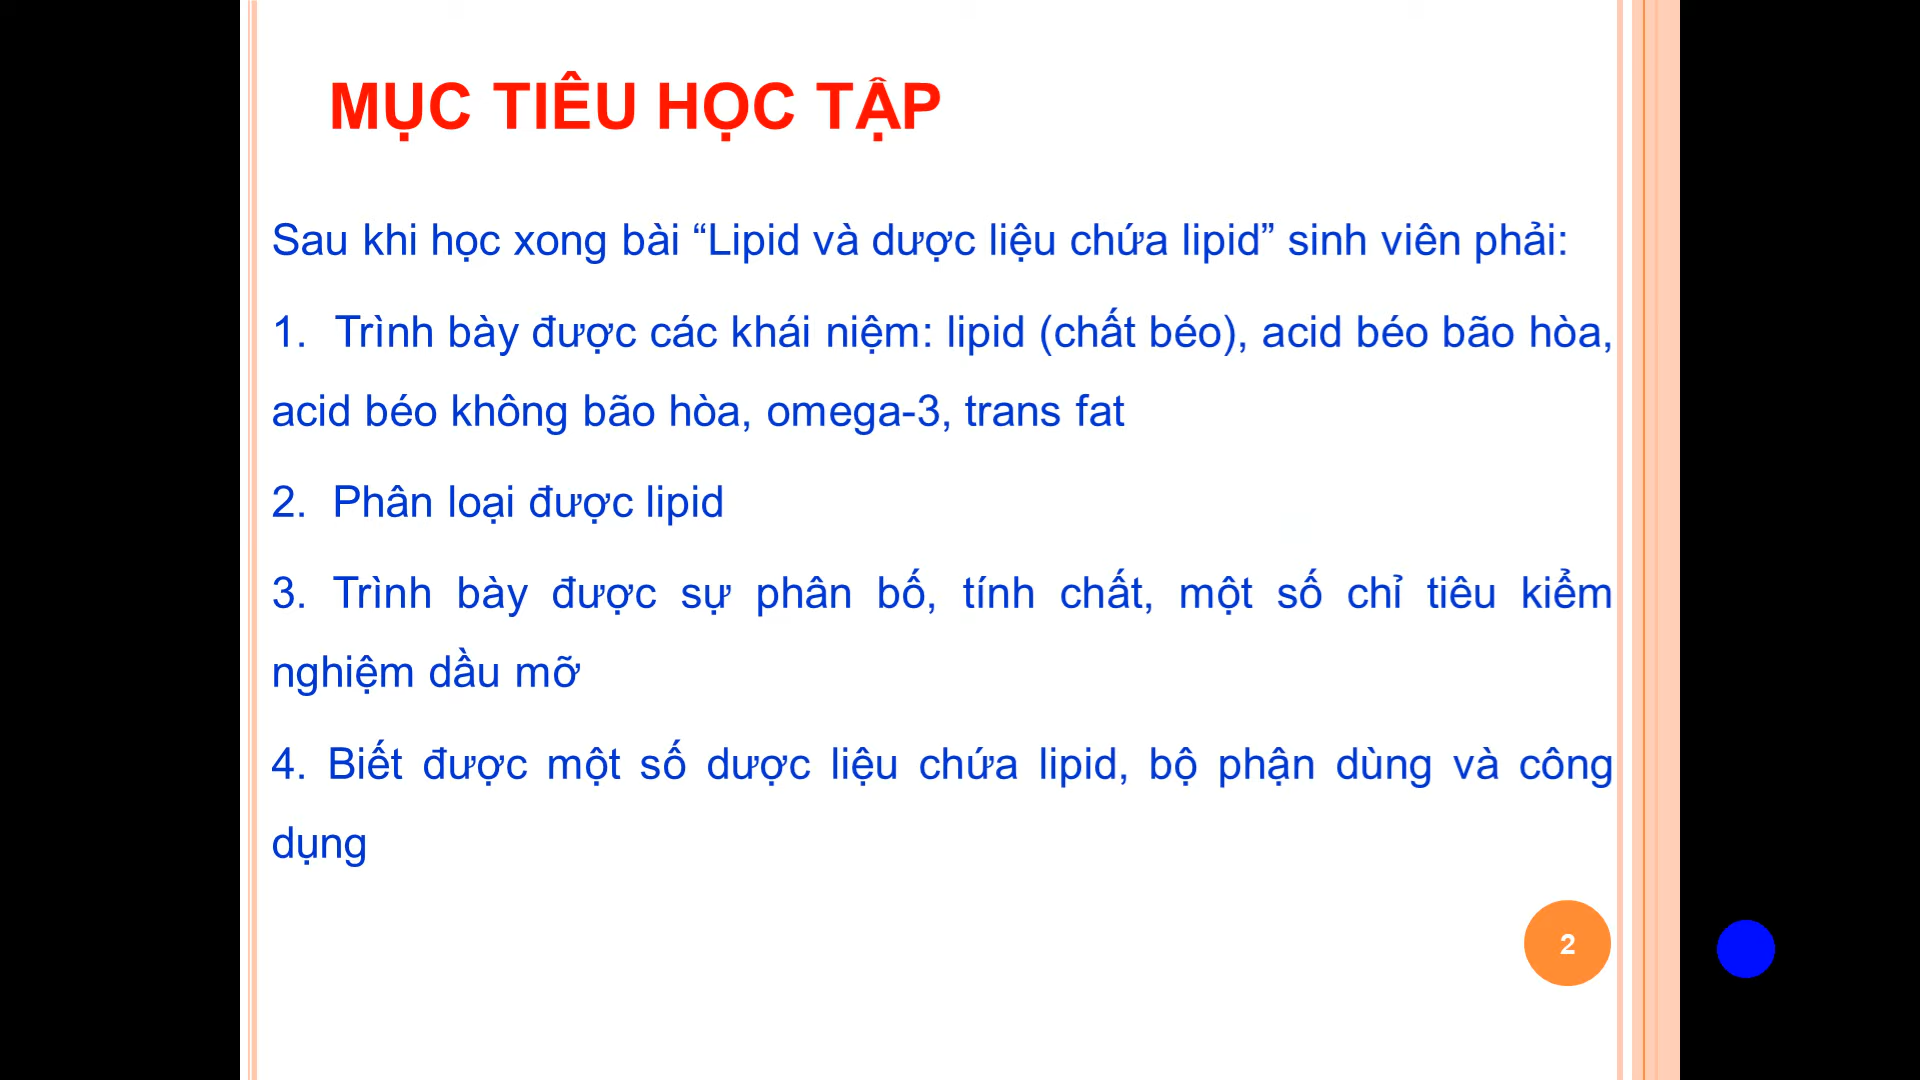 MỤC TIÊU HỌC TẬP
Sau khi học xong bài “Lipid và dược liệu chứa lipid” sinh viên phải:
1. Trình bày được các khái niệm: lipid (chất béo), acid béo bão hòa,
acid béo không bão hòa, omega-3, trans fat
2. Phân loại được lipid
3. Trình bày được sự phân bố, tính chất, một số chỉ tiêu kiểm
nghiệm dầu mỡ
4. Biết được một số dược liệu chứa lipid, bộ phận dùng và công
dụng
2